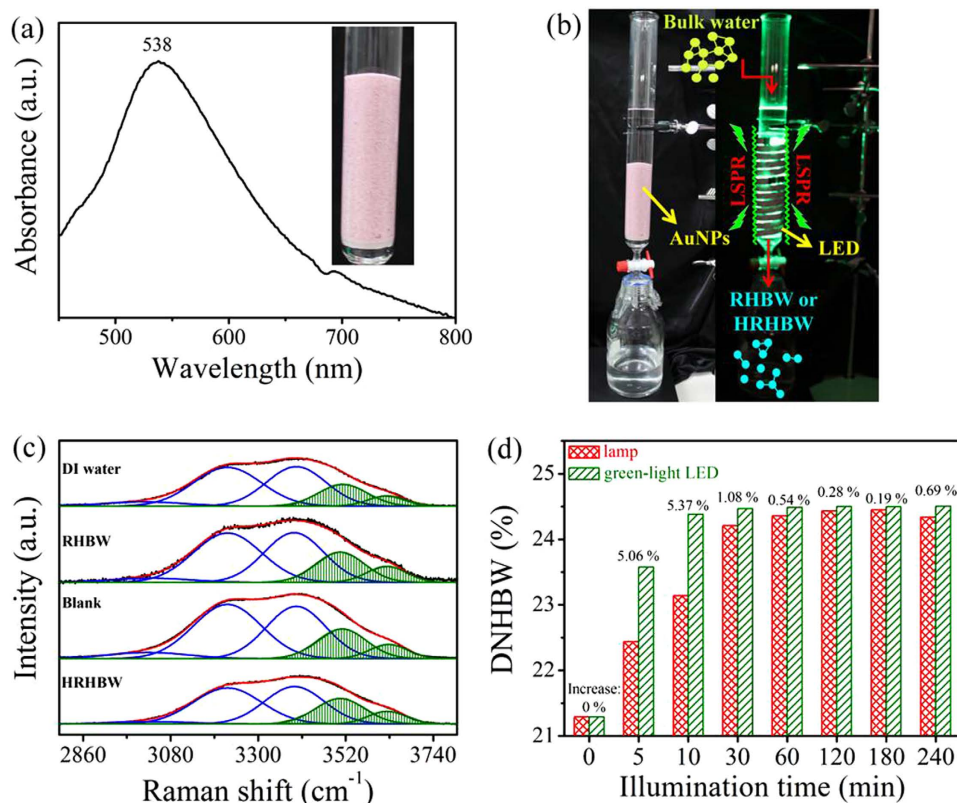 (a)
538
Absorbance (a.u.)
500
600
700
800
Wavelength (nm)
(b)
Bulk water
LSPR
LSPR
AuNPs
LED
RHBW or
HRHBW
(c)
DI water
RHBW
Blank
HRHBW
Intensity (a.u.)
2860
3080
3300
3520
3740
Raman shift (cm-1)
(d)
lamp
green-light LED
5.06 %
5.37 %
1.08 %
0.54 %
0.28 %
0.19 %
0.69 %
Increase:
0 %
DNHBW (%)
25
24
23
22
21
0
5
10
30
60
120
180
240
Illumination time (min)